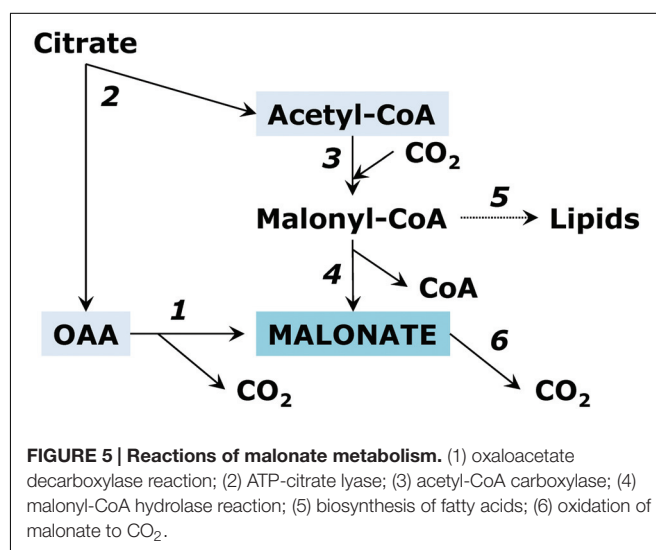 Citrate
2
Acetyl-CoA
3
CO₂
Malonyl-CoA
5
Lipids
4
CoA
OAA
1
MALONATE
6
CO₂
CO₂
FIGURE 5 | Reactions of malonate metabolism. (1) oxaloacetate
decarboxylase reaction; (2) ATP-citrate lyase; (3) acetyl-CoA carboxylase; (4)
malonyl-CoA hydrolase reaction; (5) biosynthesis of fatty acids; (6) oxidation of
malonate to CO₂.